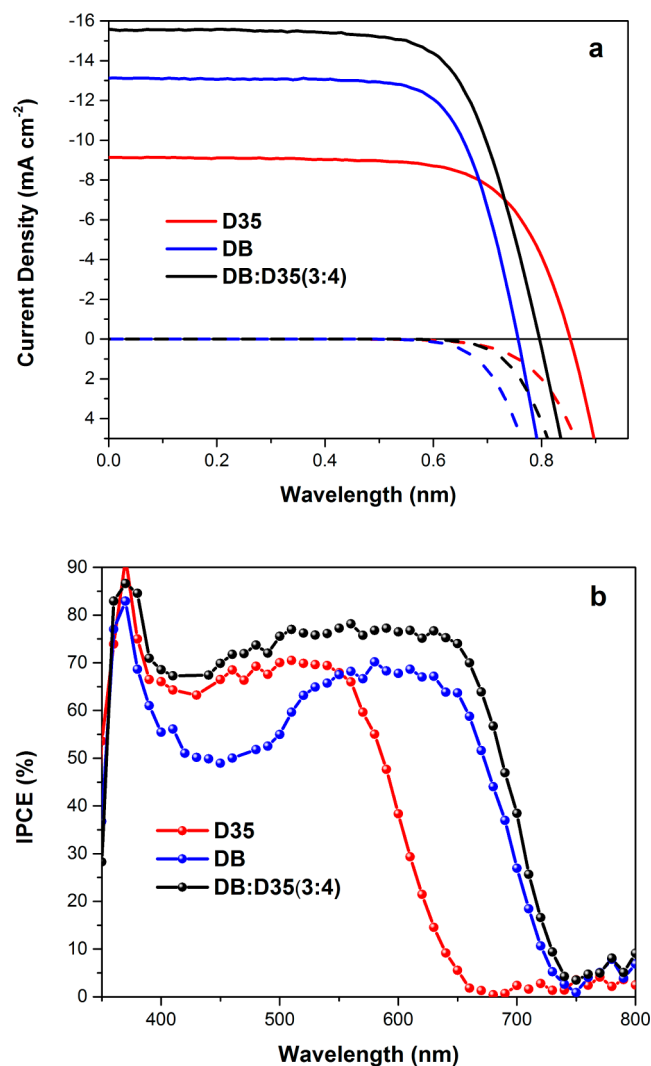 -16
a
-14
-12
-10
-8
-6
-4
-2
0
2
4
Current Density (mA cm-2)
D35
DB
DB:D35(3:4)
0.0
0.2
0.4
0.6
0.8
Wavelength (nm)
90
b
80
70
60
50
40
30
20
10
0
IPCE (%)
D35
DB
DB:D35(3:4)
400
500
600
700
800
Wavelength (nm)